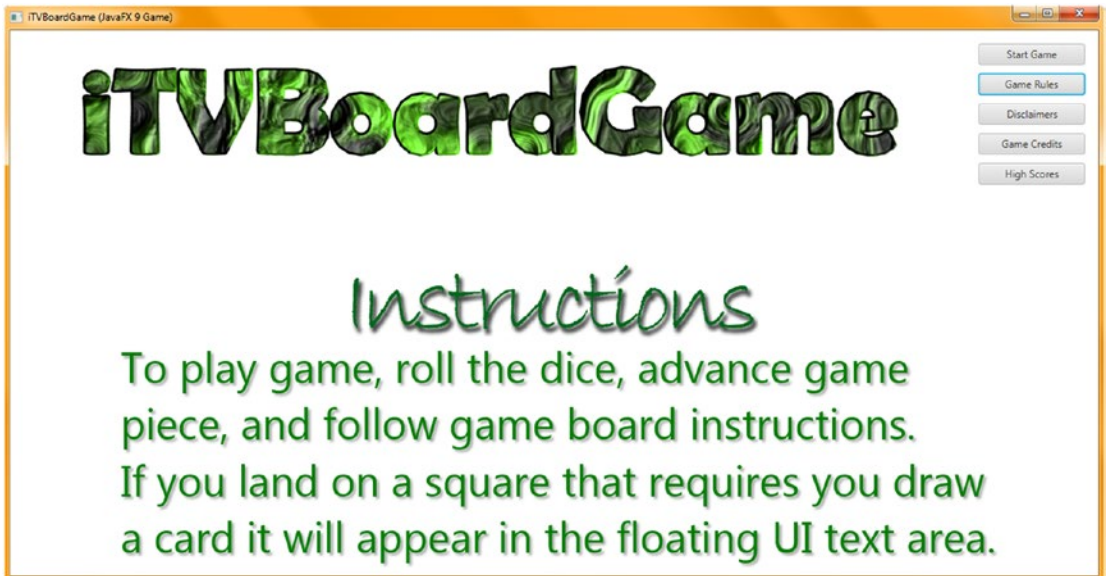 iTVBoardGame (JavaFX 9 Game)
iTVBoardGame
Start Game
Game Rules
Disclaimers
Game Credits
High Scores
Instructions
To play game, roll the dice, advance game
piece, and follow game board instructions.
If you land on a square that requires you draw
a card it will appear in the floating UI text area.